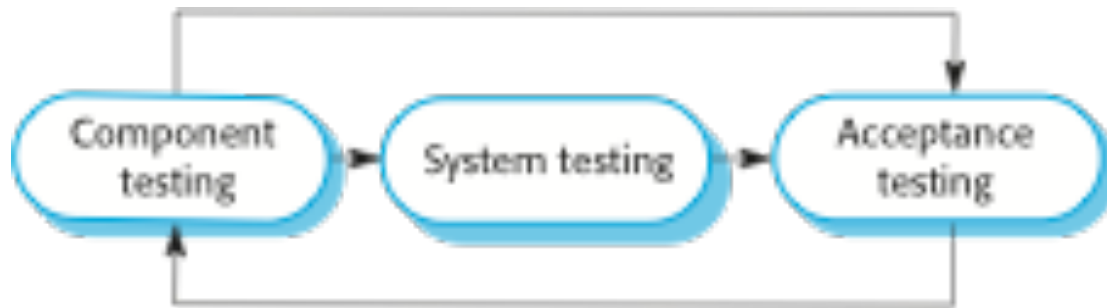 Component
testing
System testing
Acceptance
testing